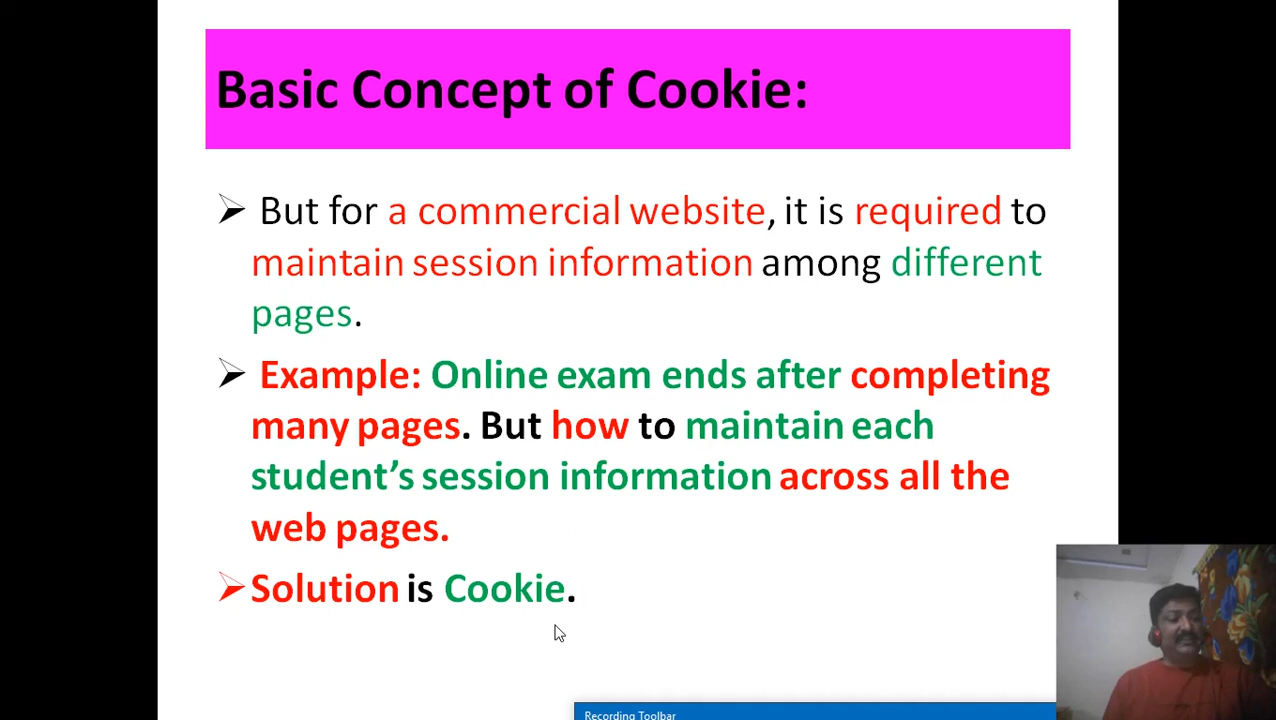 Basic Concept of Cookie:
But for a commercial website, it is required to
maintain session information among different
pages.
Example: Online exam ends after completing
many pages. But how to maintain each
student’s session information across all the
web pages.
Solution is Cookie.
Recording Toolbar